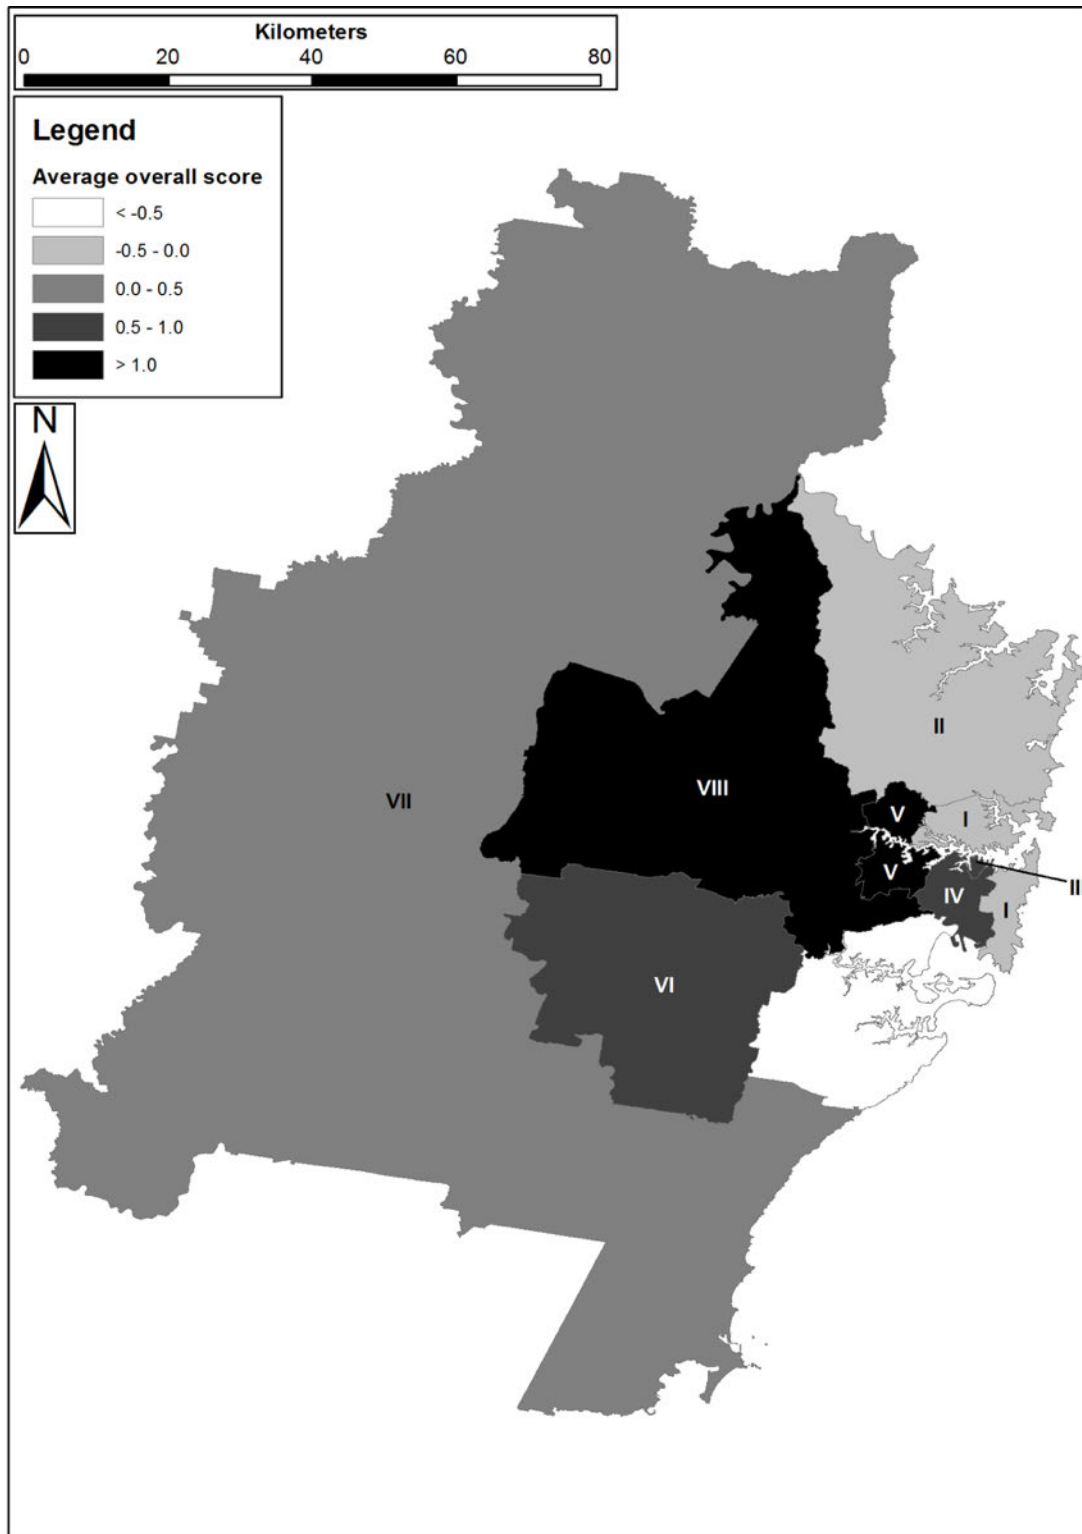 Kilometers
0 20 40 60 80
Legend
Average overall score
< -0.5
-0.5 - 0.0
0.0 - 0.5
0.5 - 1.0
> 1.0
N
II
VIII
VII
V
I
V
III
IV
I
VI